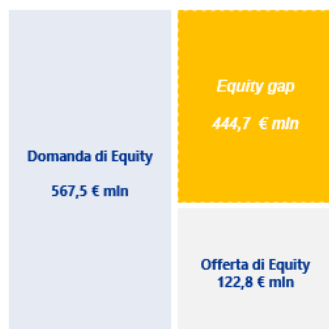 Domanda di Equity
567,5 € mln
Equity gap
444,7 € mln
Offerta di Equity
122,8 € mln